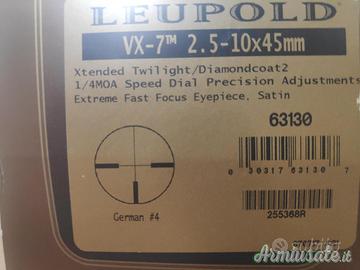 LEUPOLD
VX-7™ 2.5-10x45mm
Xtended Twilight/Diamondcoat2
1/4MOA Speed Dial Precision Adjustments
Extreme Fast Focus Eyepiece, Satin
63130
0 30317 63130 7
255368R
German #4
Armiusate.it